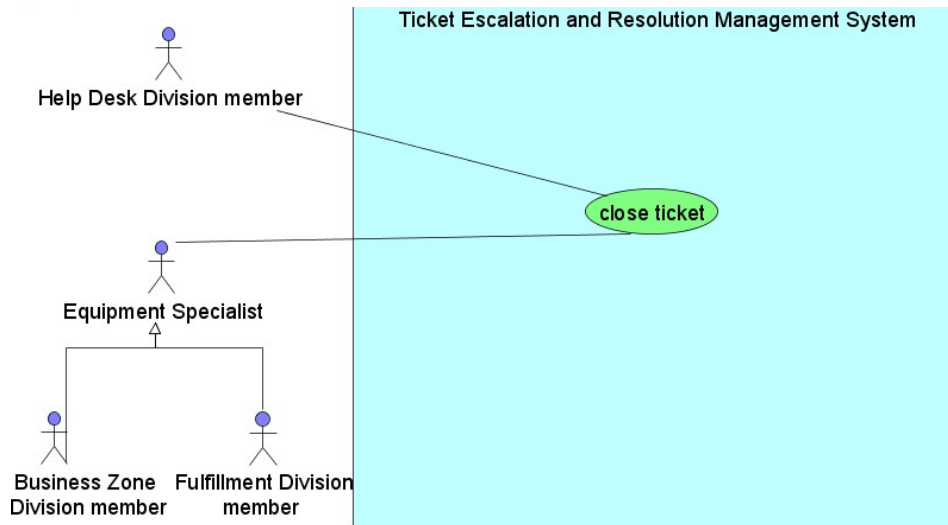 Ticket Escalation and Resolution Management System
Help Desk Division member
close ticket
Equipment Specialist
Business Zone
Division member
Fulfillment Division
member